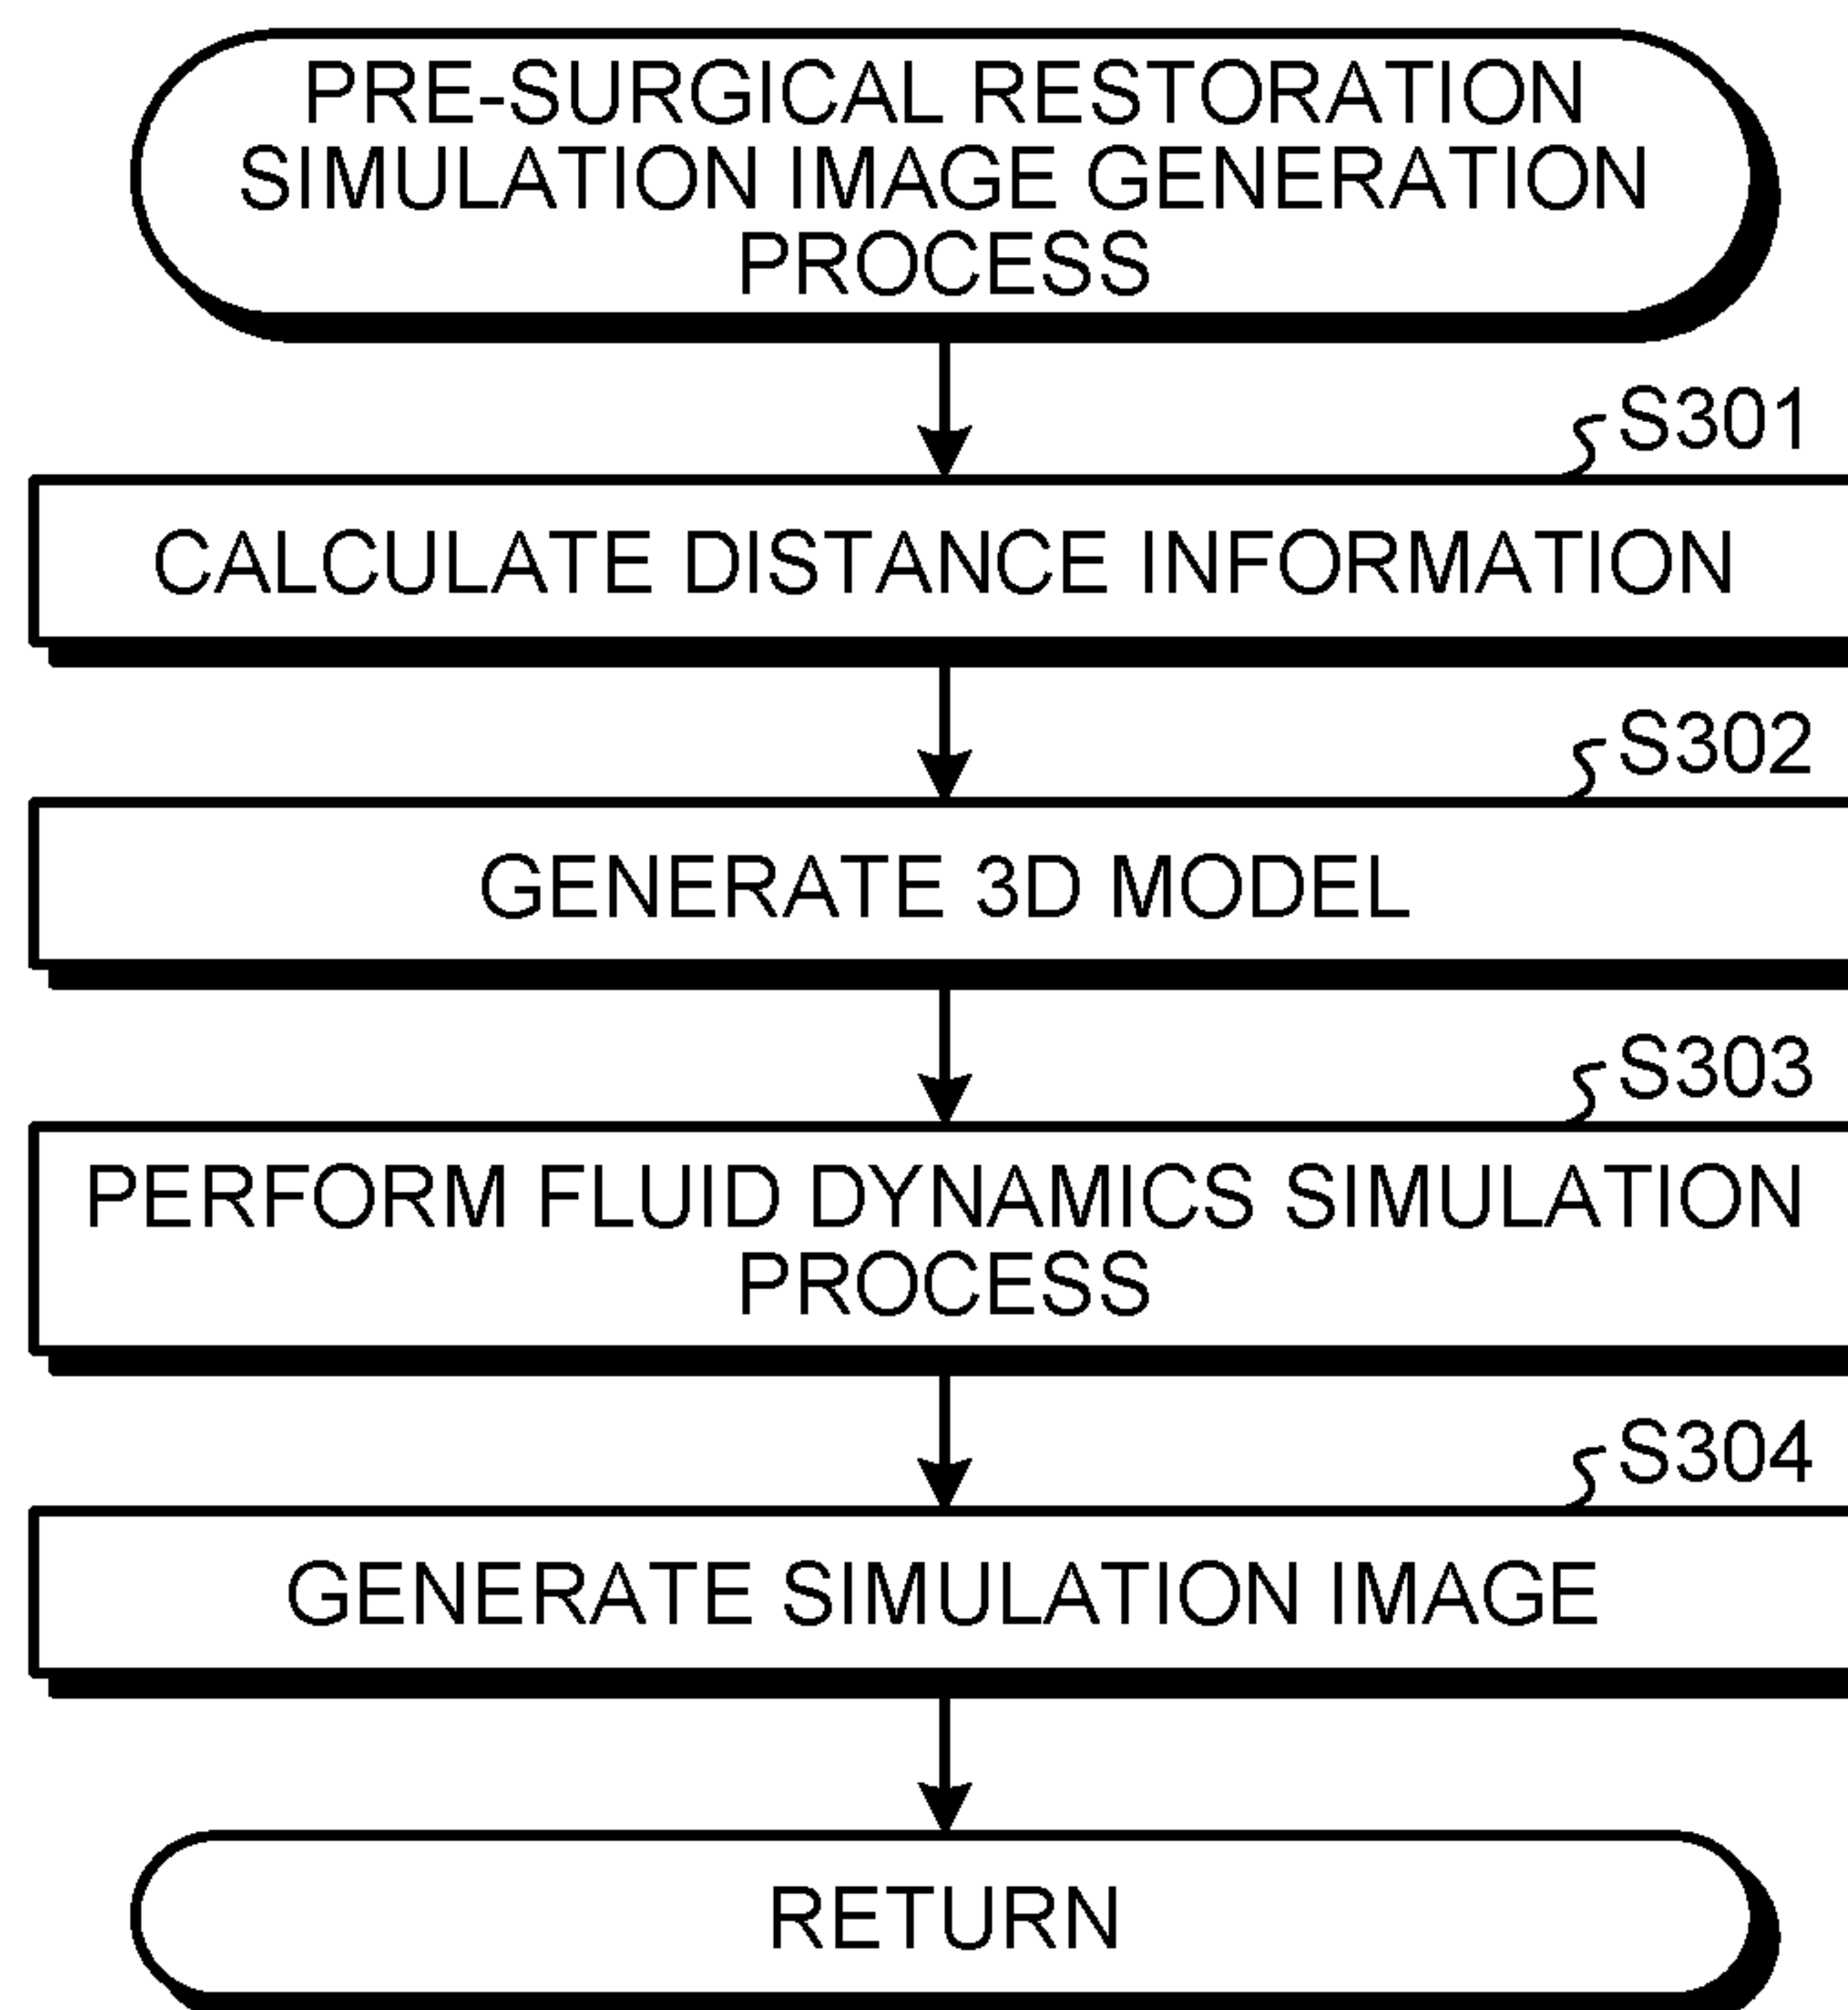 PRE-SURGICAL RESTORATION
SIMULATION IMAGE GENERATION
PROCESS
S301
CALCULATE DISTANCE INFORMATION
S302
GENERATE 3D MODEL
S303
PERFORM FLUID DYNAMICS SIMULATION
PROCESS
S304
GENERATE SIMULATION IMAGE
RETURN